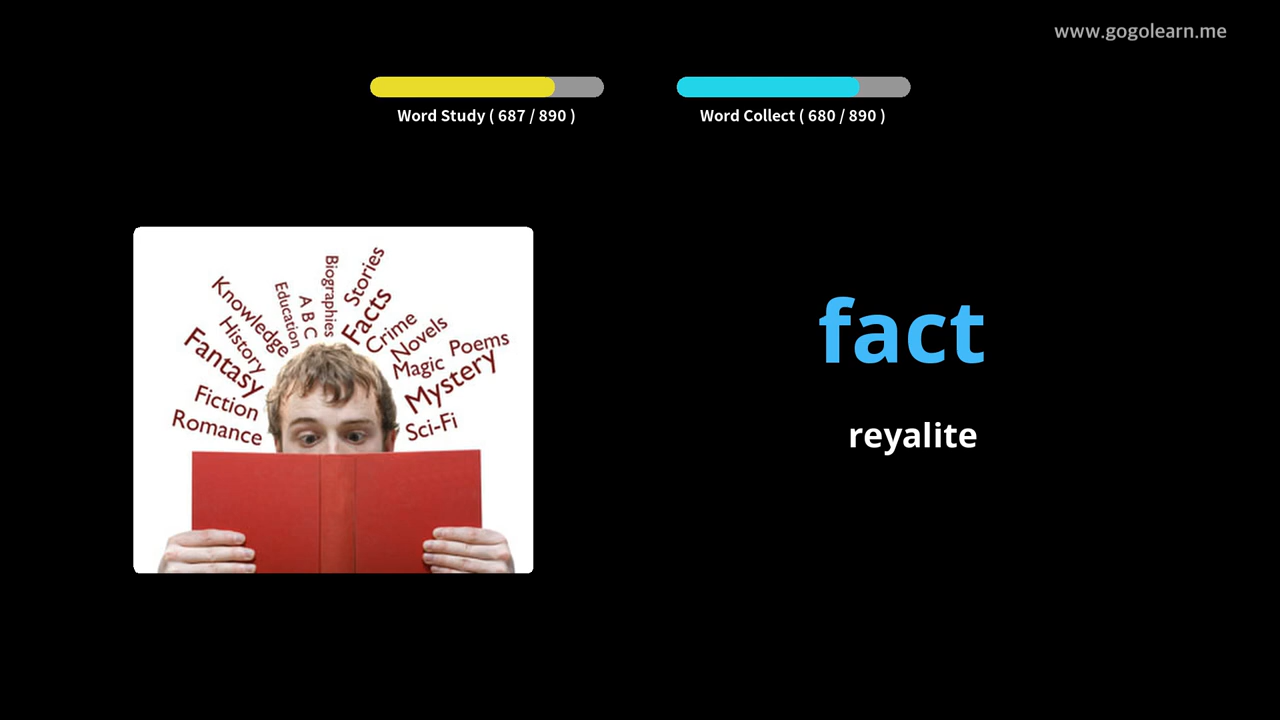 www.gogolearn.me
Word Study ( 687 / 890 )
Word Collect ( 680 / 890 )
Biographies
Stories
Education
A B C
Facts
Knowledge
Crime
Novels
History
Poems
Fantasy
Magic
Mystery
Fiction
Sci-Fi
Romance
fact
reyalite